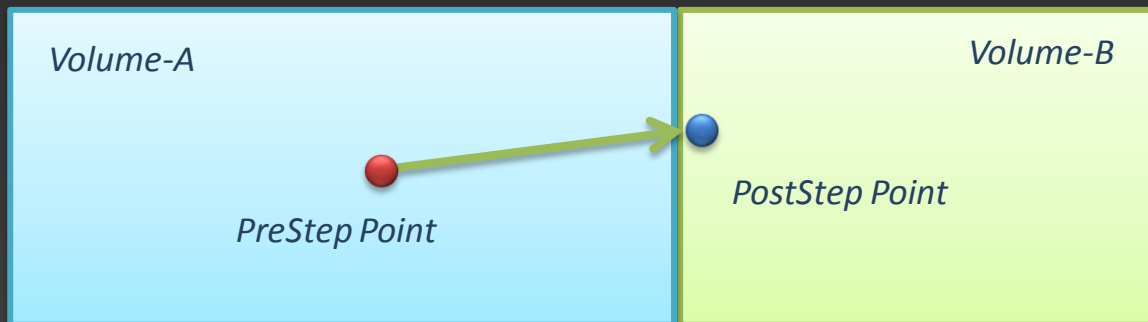 Volume-A
Volume-B
PostStep Point
PreStep Point